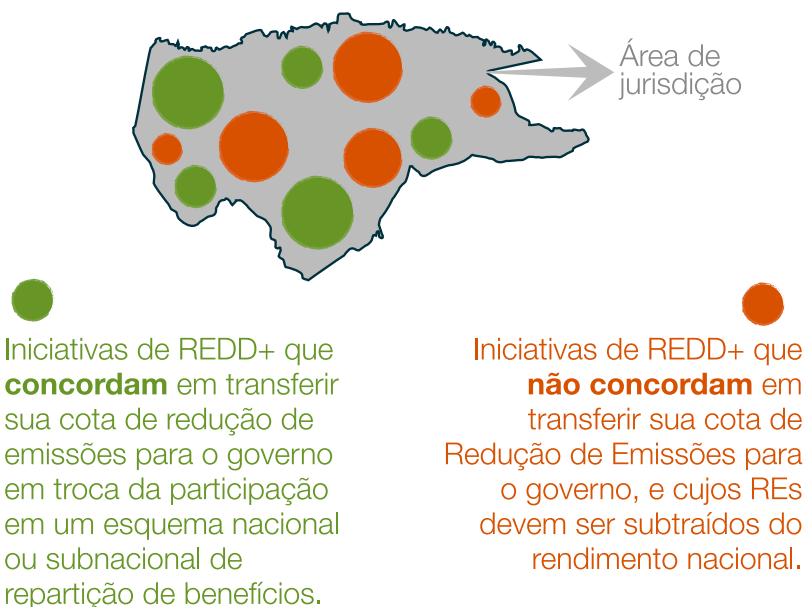 Área de
jurisdição
Iniciativas de REDD+ que
concordam em transferir
sua cota de redução de
emissões para o governo
em troca da participação
em um esquema nacional
ou subnacional de
repartição de benefícios.
Iniciativas de REDD+ que
não concordam em
transferir sua cota de
Redução de Emissões para
o governo, e cujos REs
devem ser subtraídos do
rendimento nacional.